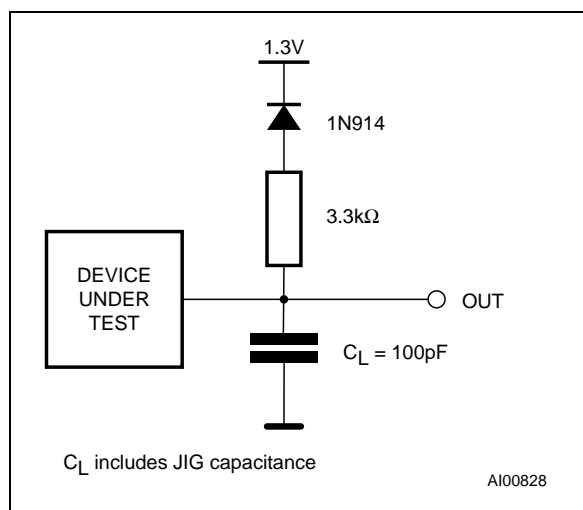 1.3V
1N914
3.3kΩ
DEVICE
UNDER
TEST
OUT
CL = 100pF
CL includes JIG capacitance
AI00828